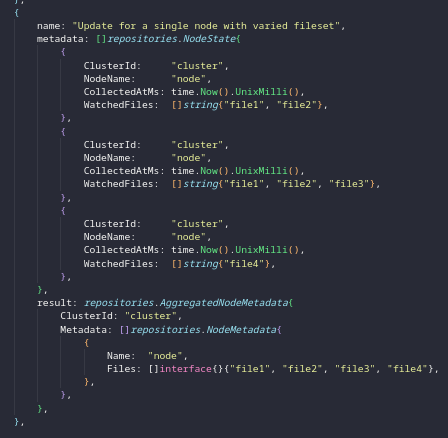 },
{
name: "Update for a single node with varied fileset",
metadata: []repositories.NodeState{
{
ClusterId: "cluster",
NodeName: "node",
CollectedAtMs: time.Now().UnixMilli(),
WatchedFiles: []string{"file1", "file2"},
},
{
ClusterId: "cluster",
NodeName: "node",
CollectedAtMs: time.Now().UnixMilli(),
WatchedFiles: []string{"file1", "file2", "file3"},
},
{
ClusterId: "cluster",
NodeName: "node",
CollectedAtMs: time.Now().UnixMilli(),
WatchedFiles: []string{"file4"},
},
},
result: repositories.AggregatedNodeMetadata{
ClusterId: "cluster",
Metadata: []repositories.NodeMetadata{
{
Name: "node",
Files: []interface{}{"file1", "file2", "file3", "file4"},
},
},
},
},